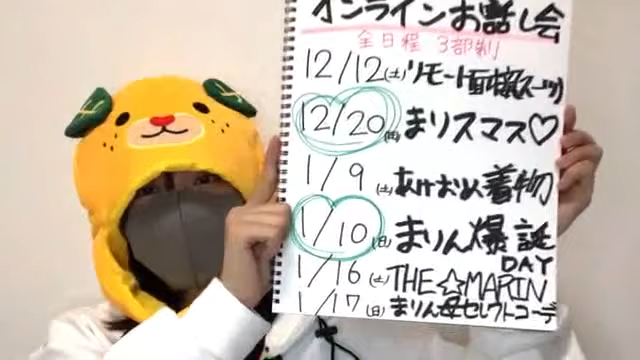 オンラインお話し会
全日程 3部制
12/12(土)リモート面接(スーツ)
12/20(日)まりスマス♡
1/9(土)あけおめ着物
1/10(日)まりん爆誕DAY
1/16(土)THE☆MARIN
1/17(日)まりん母セレクトコーデ